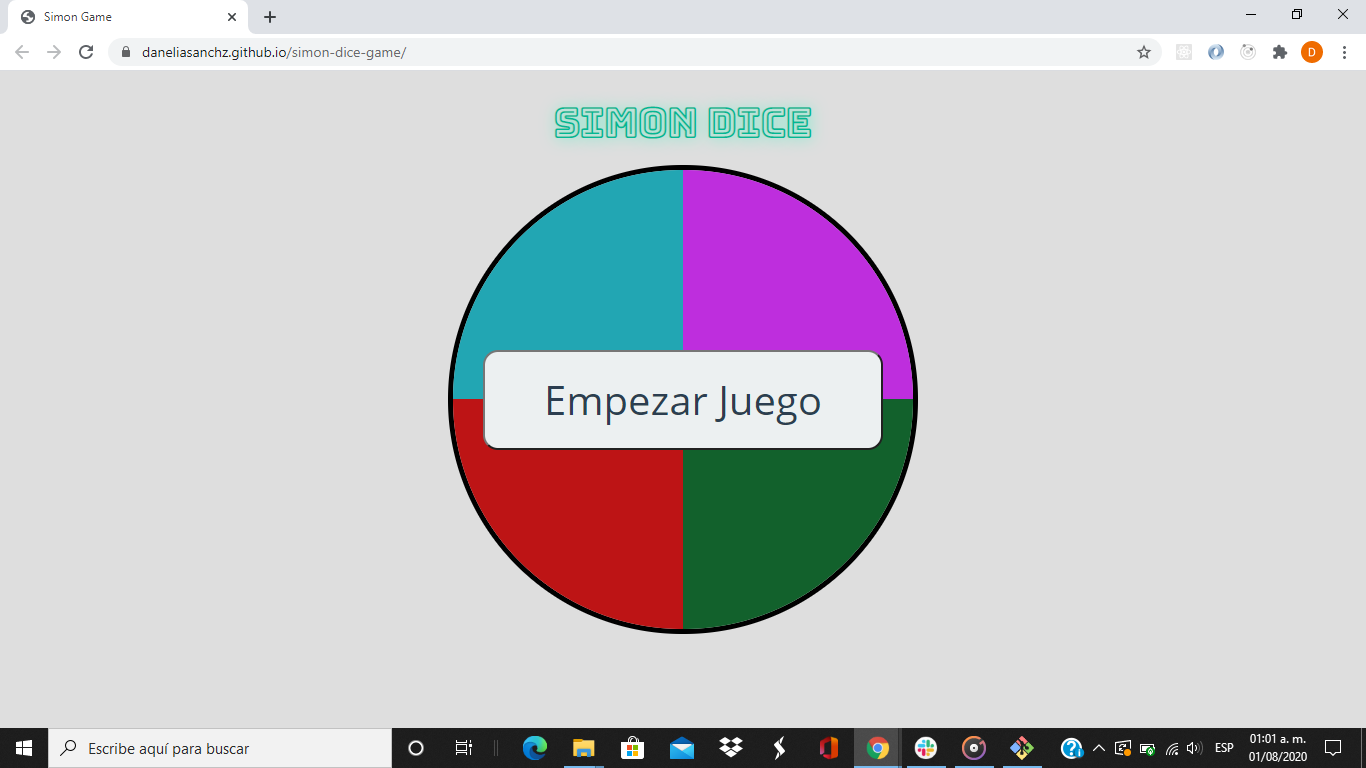 Simon Game
daneliasanchz.github.io/simon-dice-game/
D
SIMON DICE
Empezar Juego
Escribe aquí para buscar
ESP
01:01 a. m.
01/08/2020